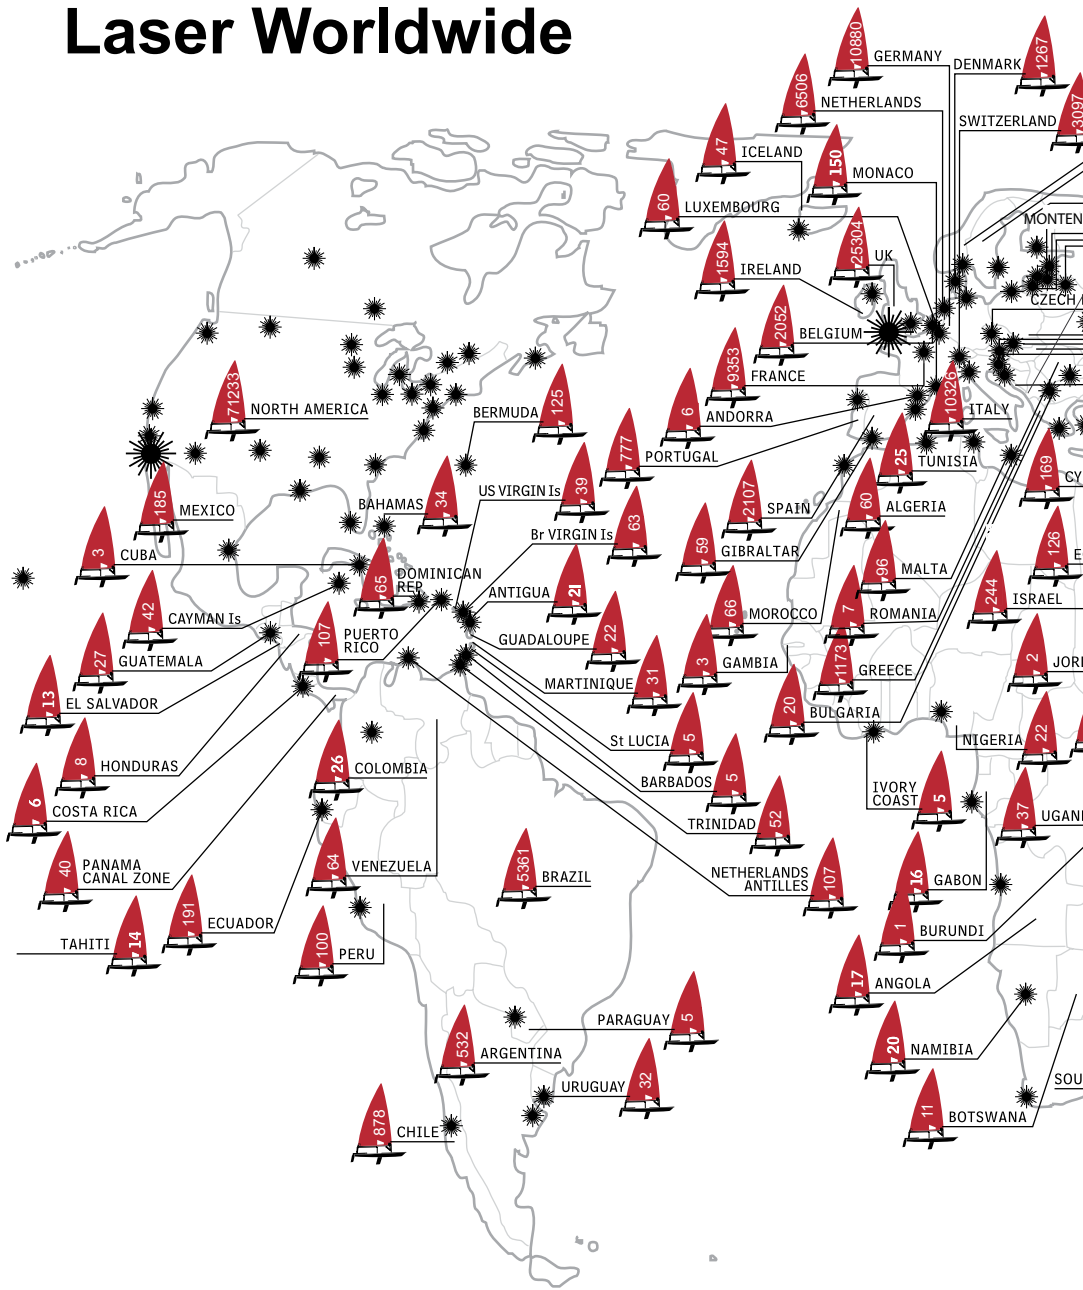 Laser Worldwide
10880
GERMANY
1267
DENMARK
6506
NETHERLANDS
3097
SWITZERLAND
47
ICELAND
150
MONACO
60
LUXEMBOURG
MONTEN
25304
UK
1594
IRELAND
CZECH
2052
BELGIUM
9353
FRANCE
10326
ITALY
71233
NORTH AMERICA
125
BERMUDA
6
ANDORRA
777
PORTUGAL
25
TUNISIA
169
CY
185
MEXICO
34
BAHAMAS
39
US VIRGIN Is
2107
SPAIN
60
ALGERIA
3
CUBA
63
Br VIRGIN Is
59
GIBRALTAR
126
E
65
DOMINICAN
REP
96
MALTA
42
CAYMAN Is
21
ANTIGUA
66
MOROCCO
7
ROMANIA
244
ISRAEL
107
PUERTO
RICO
22
GUADALOUPE
27
GUATEMALA
31
MARTINIQUE
3
GAMBIA
1173
GREECE
2
JORD
13
EL SALVADOR
20
BULGARIA
5
St LUCIA
22
NIGERIA
8
HONDURAS
26
COLOMBIA
5
BARBADOS
6
COSTA RICA
52
TRINIDAD
5
IVORY
COAST
37
UGAN
40
PANAMA
CANAL ZONE
64
VENEZUELA
5361
BRAZIL
107
NETHERLANDS
ANTILLES
16
GABON
191
ECUADOR
1
BURUNDI
14
TAHITI
100
PERU
17
ANGOLA
5
PARAGUAY
532
ARGENTINA
20
NAMIBIA
32
URUGUAY
SOU
878
CHILE
11
BOTSWANA